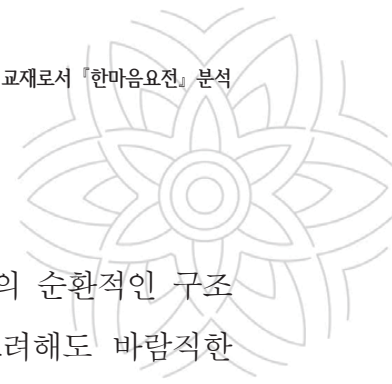 교재로서『한마음요전』분석
의 순환적인 구조
려해도 바람직한